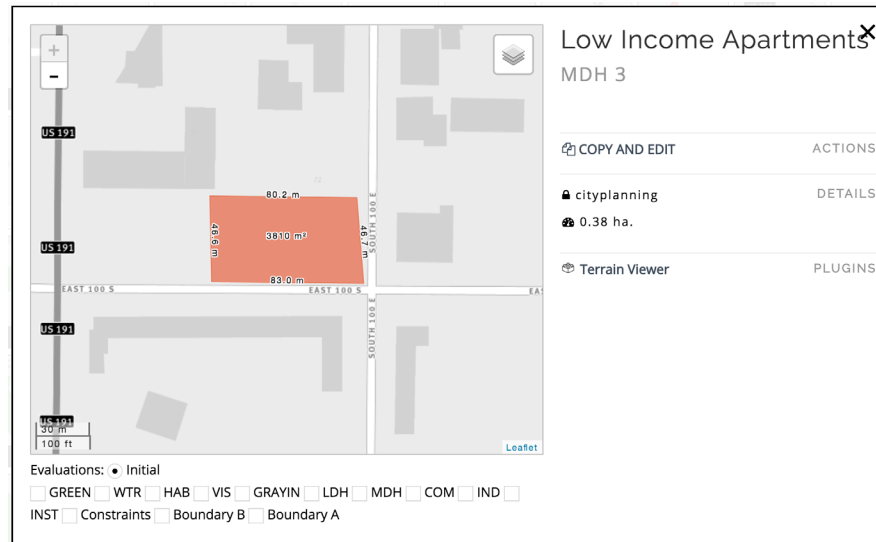 Low Income Apartments
MDH 3
COPY AND EDIT ACTIONS
cityplanning DETAILS
0.38 ha.
Terrain Viewer PLUGINS
+
-
US 191
US 191
US 191
US 191
80.2 m
46.6 m
3810 m²
46.7 m
83.0 m
SOUTH 100 E
EAST 100 S
EAST 100 S
EAS
SOUTH 100 E
30 m
100 ft
Leaflet
Evaluations: Initial
GREEN WTR HAB VIS GRAYIN LDH MDH COM IND
INST Constraints Boundary B Boundary A